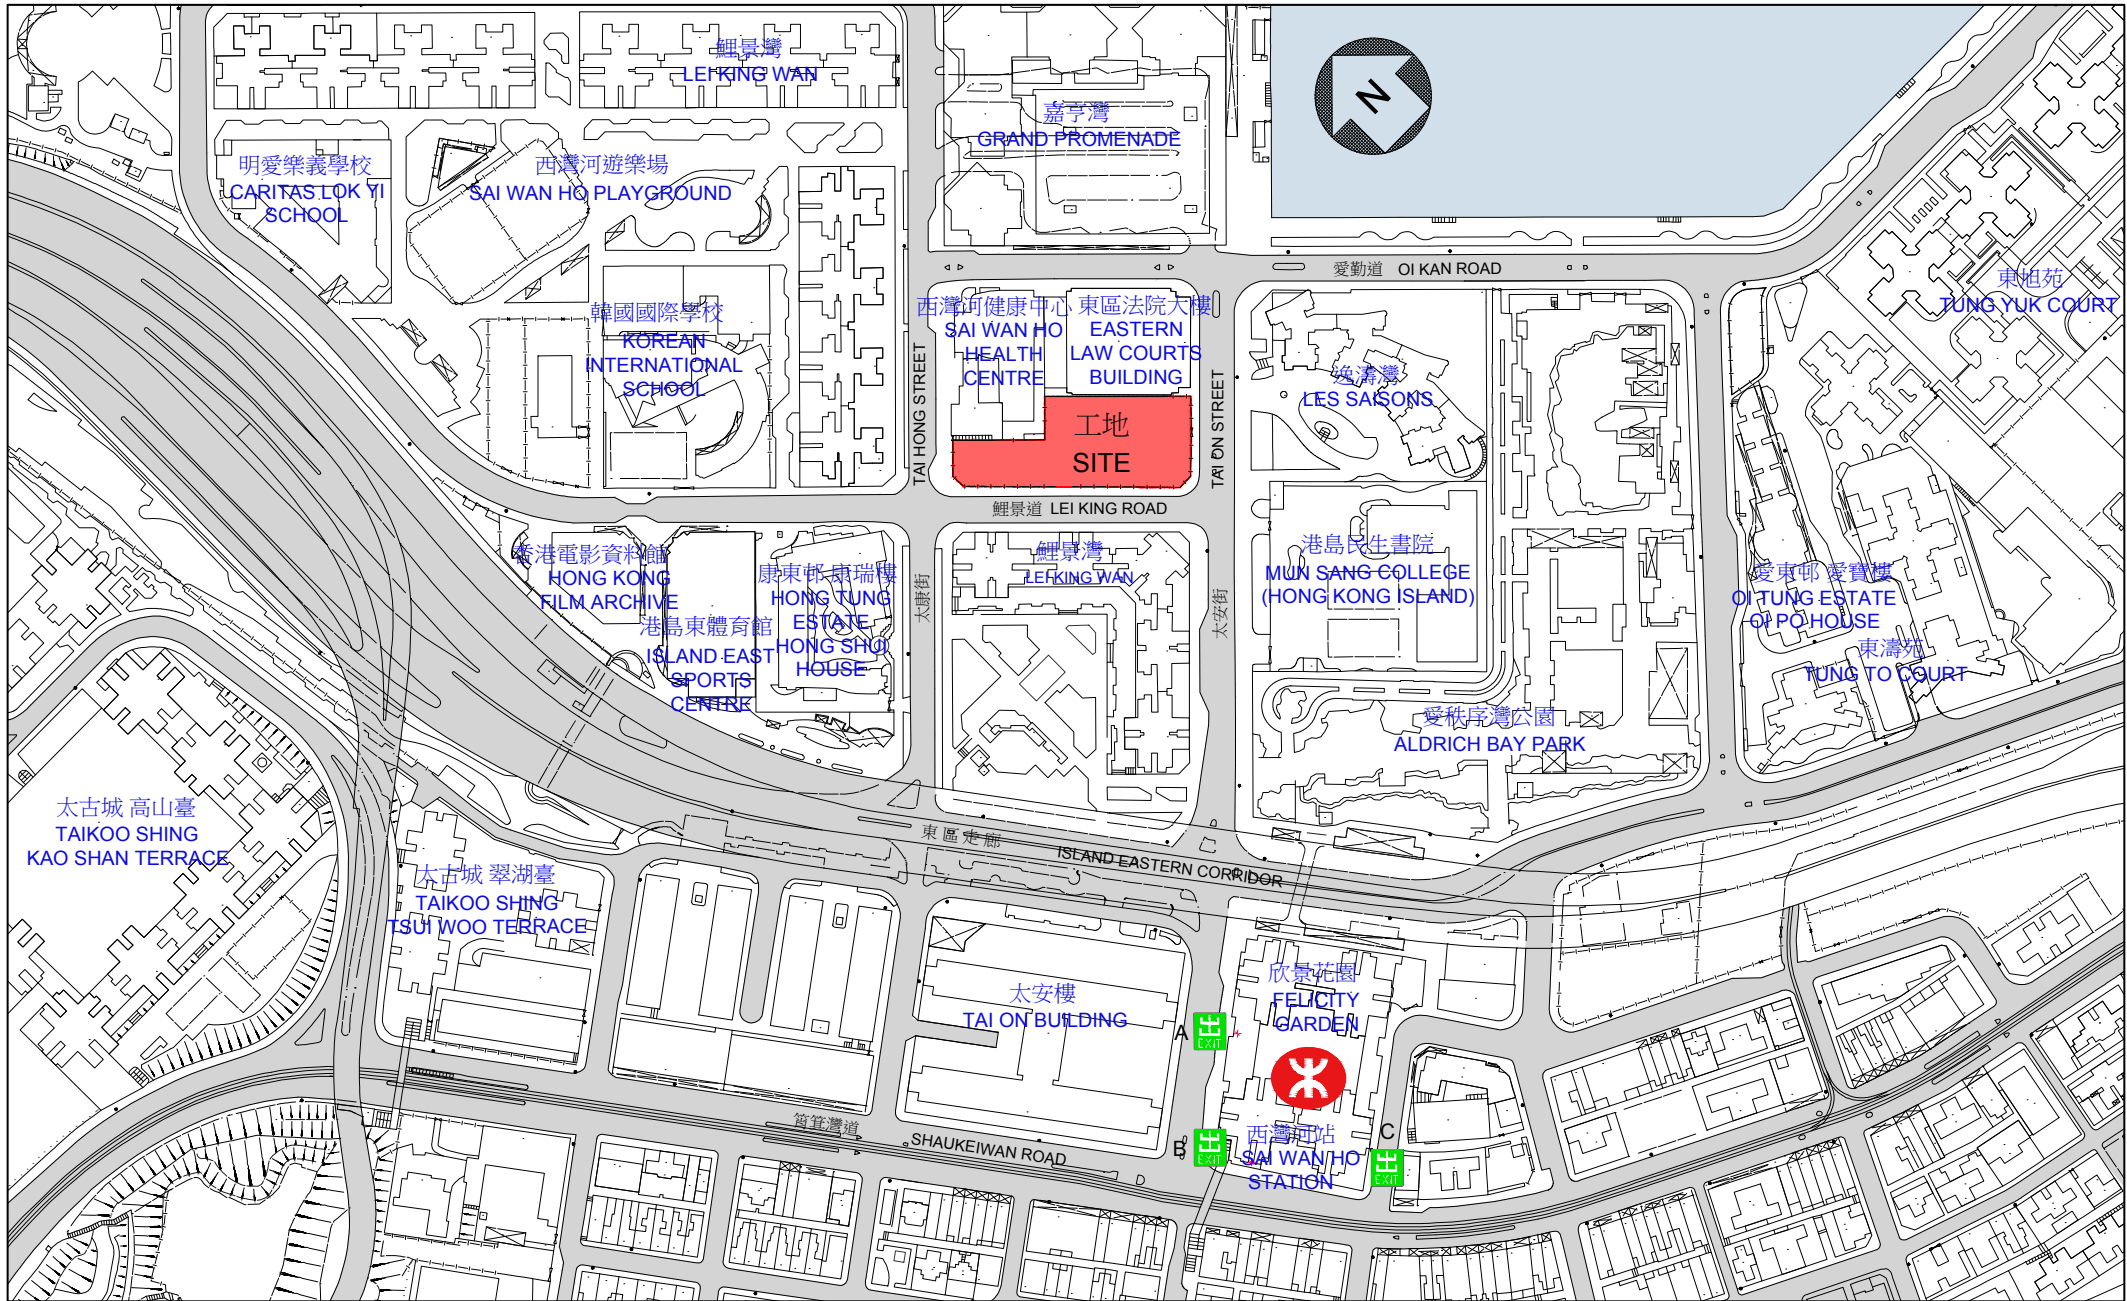 鯉景灣
LEI KING WAN
N
嘉亨灣
GRAND PROMENADE
明愛樂義學校
CARITAS LOK YI
SCHOOL
西灣河遊樂場
SAI WAN HO PLAYGROUND
愛勤道 OI KAN ROAD
東旭苑
TUNG YUK COURT
韓國國際學校
KOREAN
INTERNATIONAL
SCHOOL
西灣河健康中心
SAI WAN HO
HEALTH
CENTRE
東區法院大樓
EASTERN
LAW COURTS
BUILDING
TAI HONG STREET
TAI ON STREET
逸濤灣
LES SAISONS
工地
SITE
鯉景道 LEI KING ROAD
香港電影資料館
HONG KONG
FILM ARCHIVE
港島東體育館
ISLAND EAST
SPORTS
CENTRE
康東邨 康瑞樓
HONG TUNG
ESTATE
HONG SHUI
HOUSE
太康街
鯉景灣
LEI KING WAN
太安街
港島民生書院
MUN SANG COLLEGE
(HONG KONG ISLAND)
愛東邨 愛寶樓
OI TUNG ESTATE
OI PO HOUSE
東濤苑
TUNG TO COURT
愛秩序灣公園
ALDRICH BAY PARK
太古城 高山臺
TAIKOO SHING
KAO SHAN TERRACE
東區走廊
ISLAND EASTERN CORRIDOR
太古城 翠湖臺
TAIKOO SHING
TSUI WOO TERRACE
太安樓
TAI ON BUILDING
欣景花園
FELICITY
GARDEN
A
出
EXIT
筲箕灣道
SHAUKEIWAN ROAD
B
出
EXIT
西灣河站
SAI WAN HO
STATION
C
出
EXIT